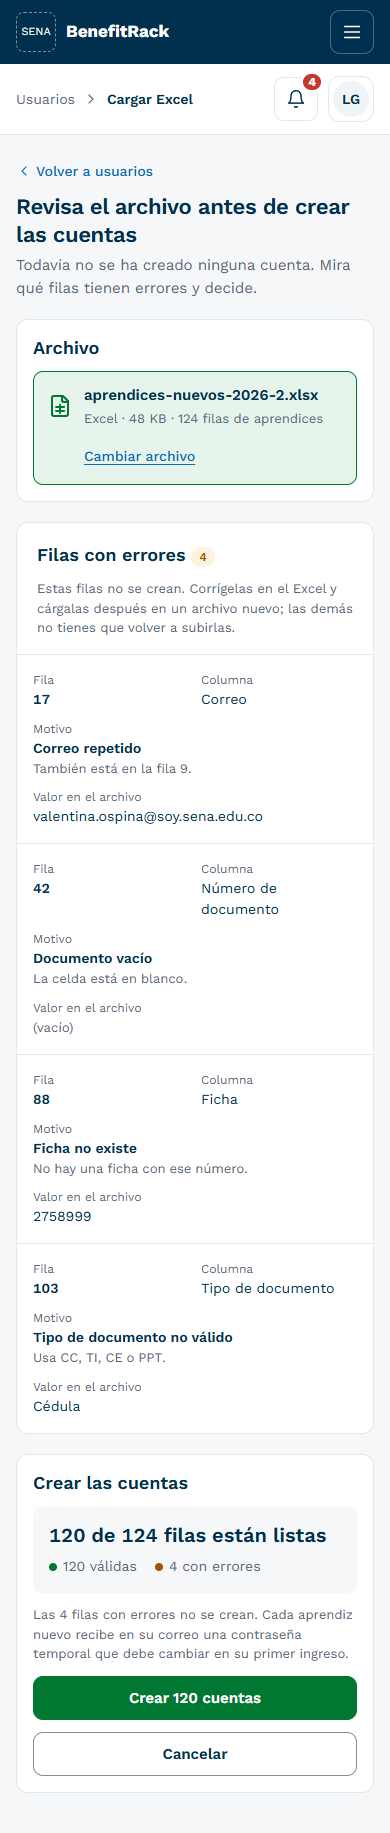 SENA BenefitRack
Usuarios > Cargar Excel
4
LG
Volver a usuarios
Revisa el archivo antes de crear
las cuentas
Todavía no se ha creado ninguna cuenta. Mira
qué filas tienen errores y decide.
Archivo
aprendices-nuevos-2026-2.xlsx
Excel · 48 KB · 124 filas de aprendices
Cambiar archivo
Filas con errores 4
Estas filas no se crean. Corrígelas en el Excel y
cárgalas después en un archivo nuevo; las demás
no tienes que volver a subirlas.
Fila
17
Columna
Correo
Motivo
Correo repetido
También está en la fila 9.
Valor en el archivo
valentina.ospina@soy.sena.edu.co
Fila
42
Columna
Número de
documento
Motivo
Documento vacío
La celda está en blanco.
Valor en el archivo
(vacío)
Fila
88
Columna
Ficha
Motivo
Ficha no existe
No hay una ficha con ese número.
Valor en el archivo
2758999
Fila
103
Columna
Tipo de documento
Motivo
Tipo de documento no válido
Usa CC, TI, CE o PPT.
Valor en el archivo
Cédula
Crear las cuentas
120 de 124 filas están listas
120 válidas
4 con errores
Las 4 filas con errores no se crean. Cada aprendiz
nuevo recibe en su correo una contraseña
temporal que debe cambiar en su primer ingreso.
Crear 120 cuentas
Cancelar